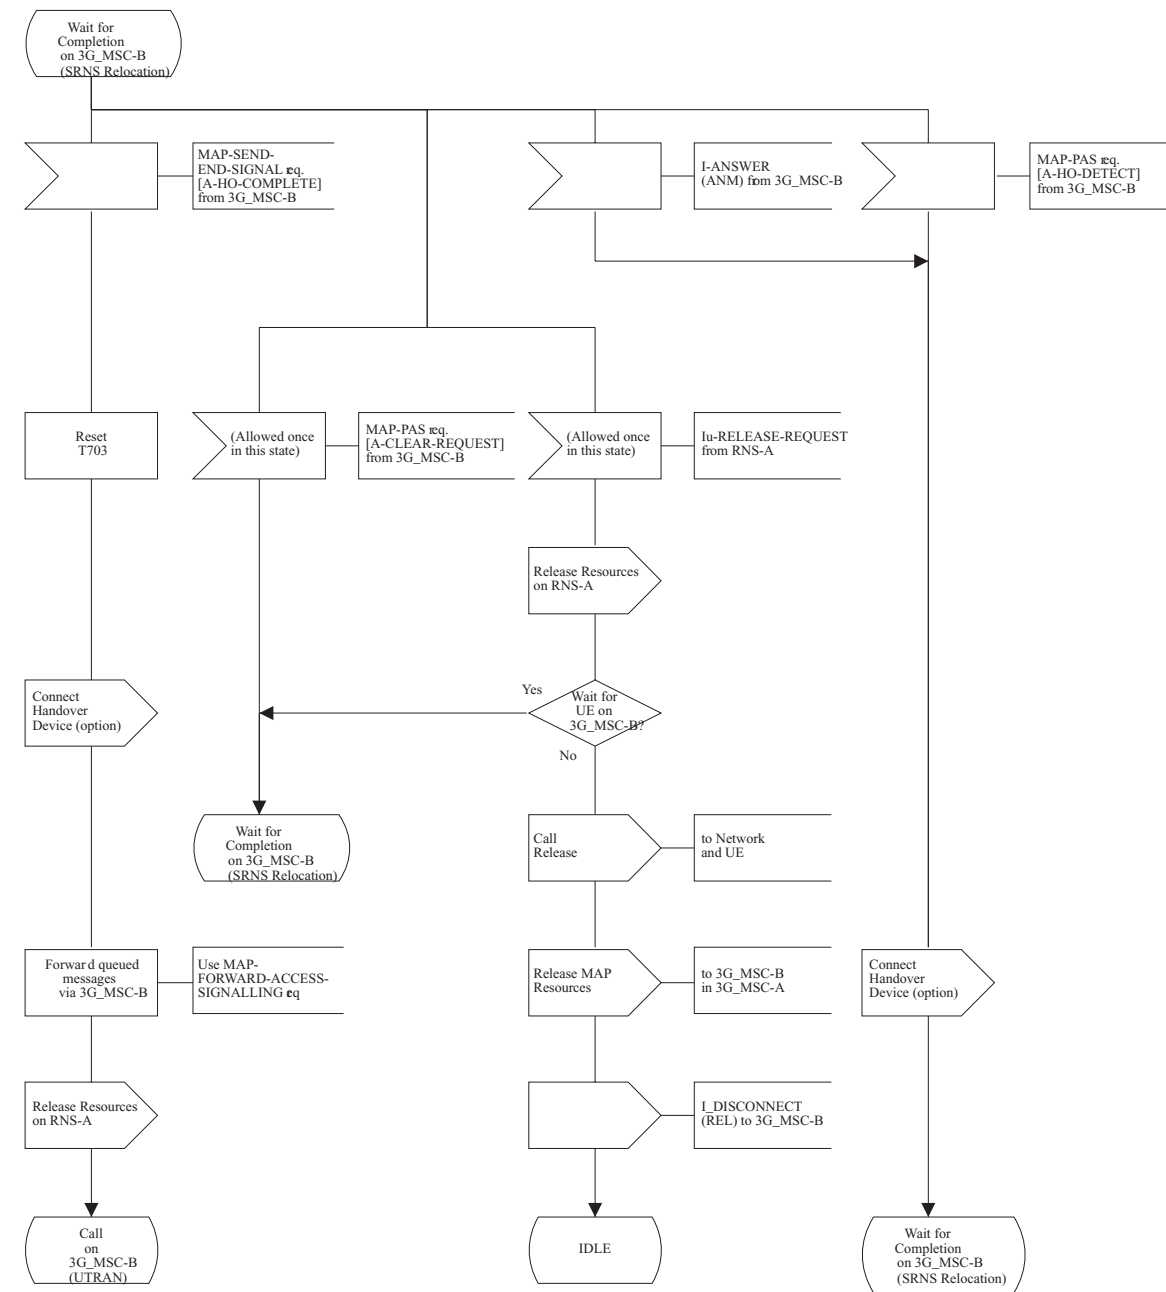 Wait for
Completion
on 3G_MSC-B
(SRNS Relocation)
MAP-SEND-
END-SIGNAL req.
[A-HO-COMPLETE]
from 3G_MSC-B
I-ANSWER
(ANM) from 3G_MSC-B
MAP-PAS req.
[A-HO-DETECT]
from 3G_MSC-B
Reset
T703
(Allowed once
in this state)
MAP-PAS req.
[A-CLEAR-REQUEST]
from 3G_MSC-B
(Allowed once
in this state)
Iu-RELEASE-REQUEST
from RNS-A
Release Resources
on RNS-A
Connect
Handover
Device (option)
Yes
Wait for
UE on
3G_MSC-B?
No
Wait for
Completion
on 3G_MSC-B
(SRNS Relocation)
Call
Release
to Network
and UE
Forward queued
messages
via 3G_MSC-B
Use MAP-
FORWARD-ACCESS-
SIGNALLING req
Release MAP
Resources
to 3G_MSC-B
in 3G_MSC-A
Connect
Handover
Device (option)
Release Resources
on RNS-A
I_DISCONNECT
(REL) to 3G_MSC-B
Call
on
3G_MSC-B
(UTRAN)
IDLE
Wait for
Completion
on 3G_MSC-B
(SRNS Relocation)